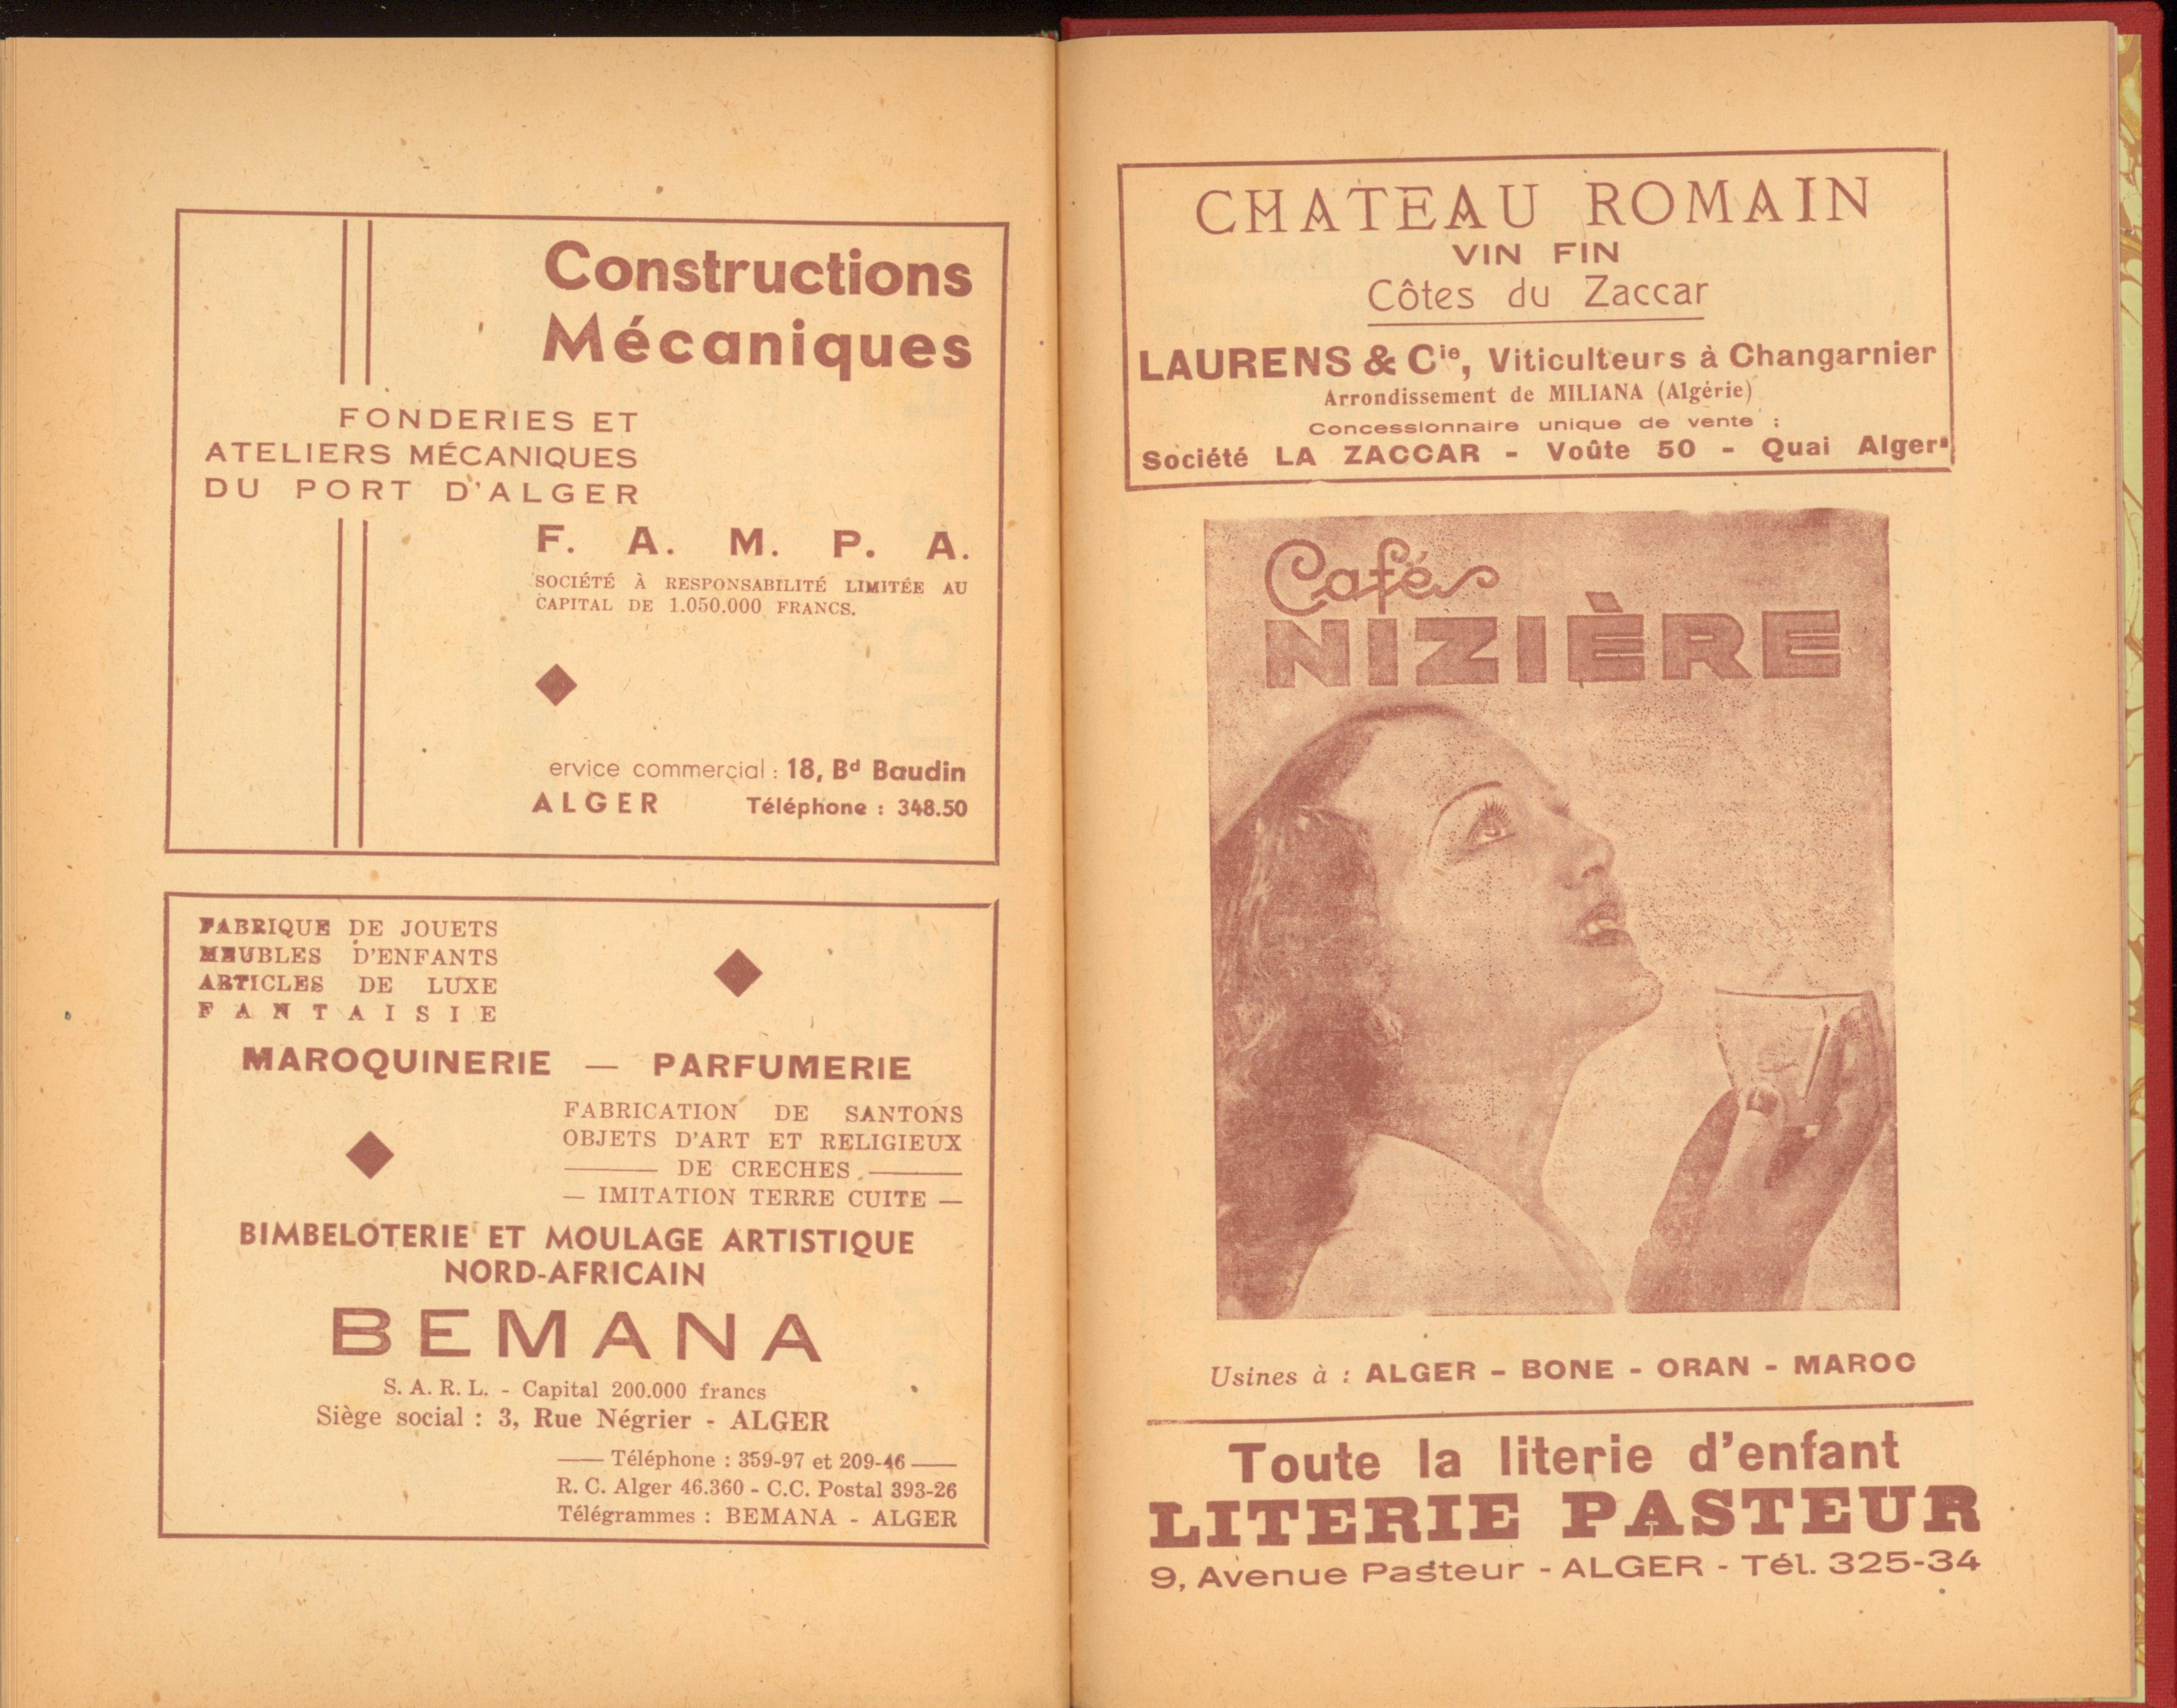 Constructions
Mécaniques
FONDERIES ET
ATELIERS MÉCANIQUES
DU PORT D'ALGER
F. A. M. P. A.
SOCIÉTÉ À RESPONSABILITÉ LIMITÉE AU
CAPITAL DE 1.050.000 FRANCS.
ervice commercial : 18, Bd Baudin
ALGER Téléphone : 348.50
FABRIQUE DE JOUETS
MEUBLES D'ENFANTS
ARTICLES DE LUXE
FANTAISIE
MAROQUINERIE — PARFUMERIE
FABRICATION DE SANTONS
OBJETS D'ART ET RELIGIEUX
DE CRECHES
— IMITATION TERRE CUITE —
BIMBELOTERIE ET MOULAGE ARTISTIQUE
NORD-AFRICAIN
BEMANA
S. A. R. L. - Capital 200.000 francs
Siège social : 3, Rue Négrier - ALGER
— Téléphone : 359-97 et 209-46 —
R. C. Alger 46.360 - C.C. Postal 393-26
Télégrammes : BEMANA - ALGER
CHATEAU ROMAIN
VIN FIN
Côtes du Zaccar
LAURENS & Cie, Viticulteurs à Changarnier
Arrondissement de MILIANA (Algérie)
Concessionnaire unique de vente :
Société LA ZACCAR - Voûte 50 - Quai Alger
Cafés
NIZIÈRE
Usines à : ALGER - BONE - ORAN - MAROC
Toute la literie d'enfant
LITERIE PASTEUR
9, Avenue Pasteur - ALGER - Tél. 325-34